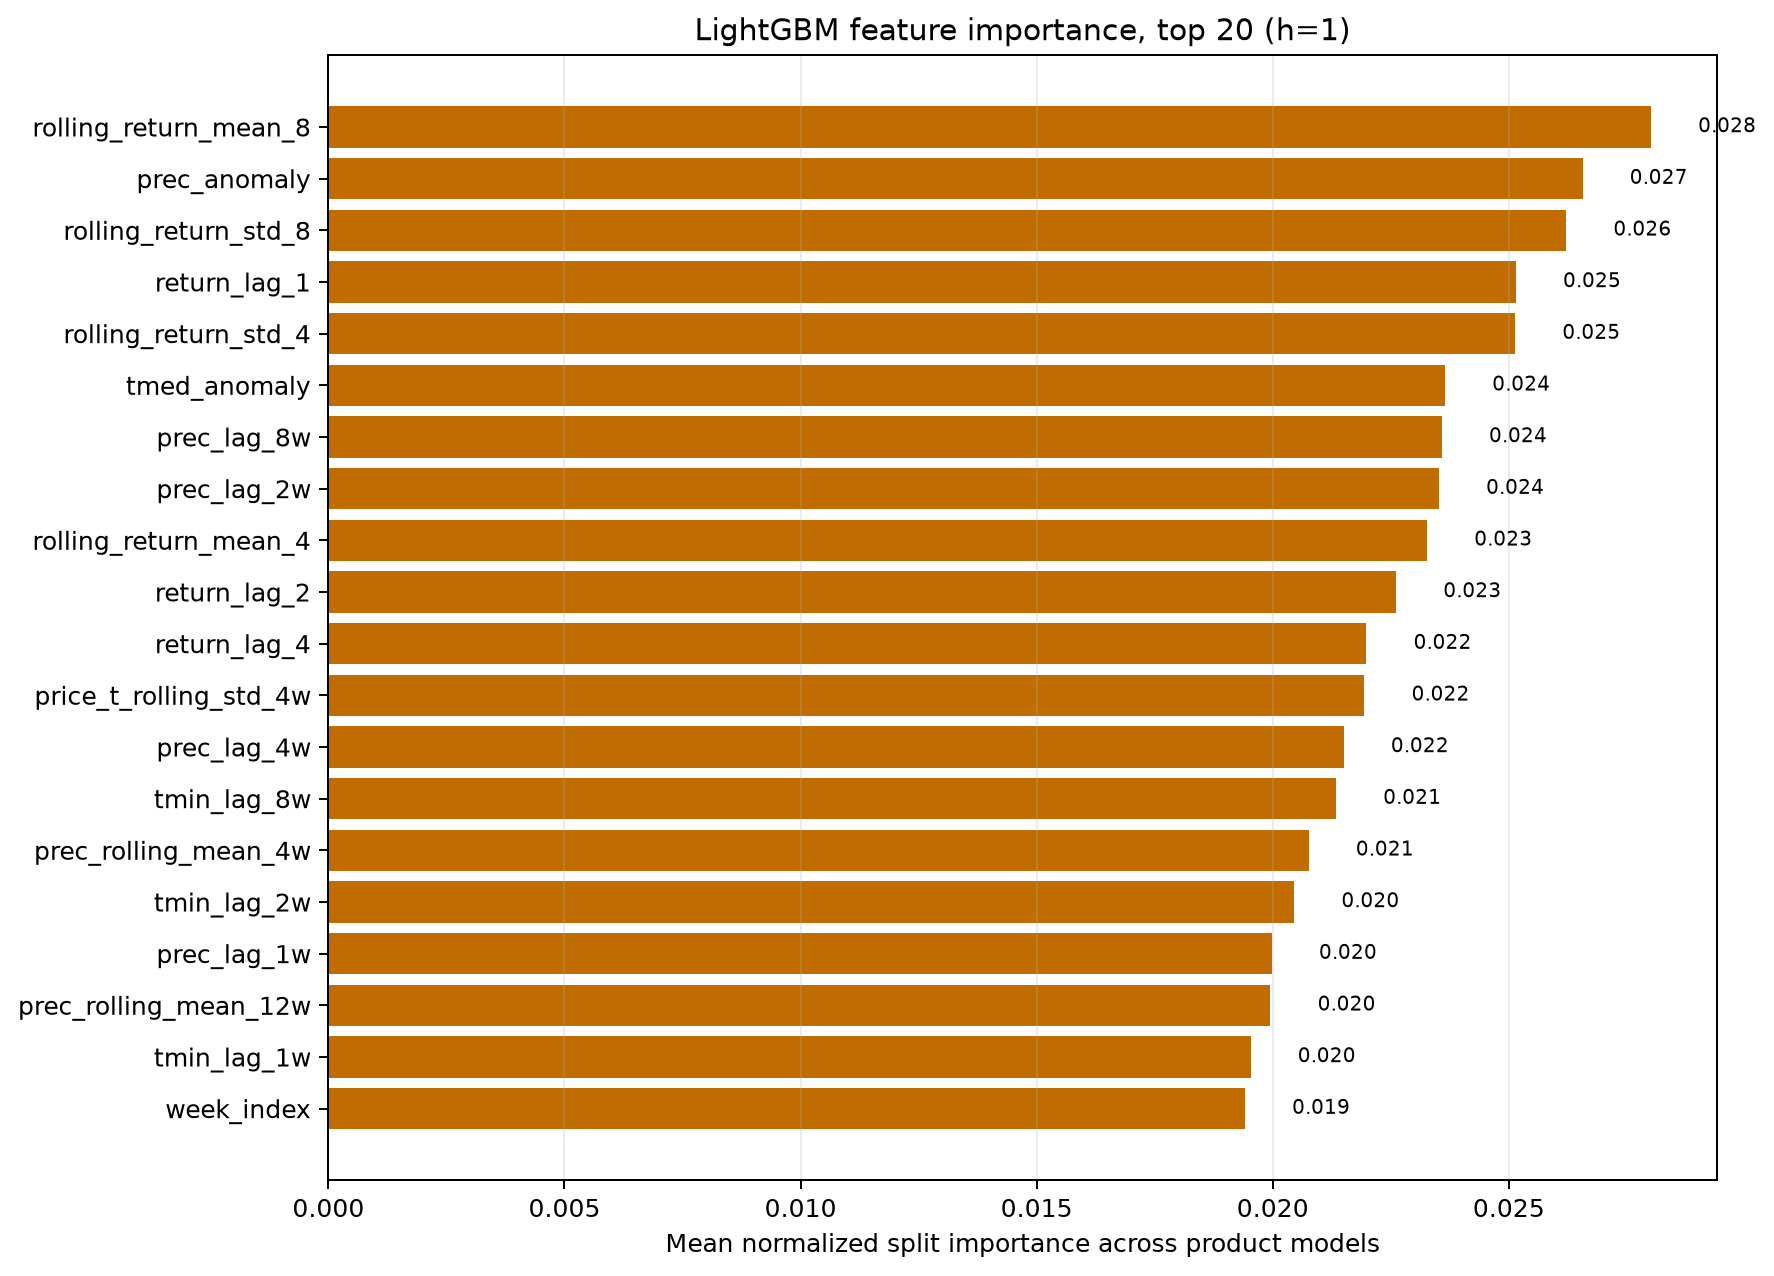 LightGBM feature importance, top 20 (h=1)
rolling_return_mean_8 0.028
prec_anomaly 0.027
rolling_return_std_8 0.026
return_lag_1 0.025
rolling_return_std_4 0.025
tmed_anomaly 0.024
prec_lag_8w 0.024
prec_lag_2w 0.024
rolling_return_mean_4 0.023
return_lag_2 0.023
return_lag_4 0.022
price_t_rolling_std_4w 0.022
prec_lag_4w 0.022
tmin_lag_8w 0.021
prec_rolling_mean_4w 0.021
tmin_lag_2w 0.020
prec_lag_1w 0.020
prec_rolling_mean_12w 0.020
tmin_lag_1w 0.020
week_index 0.019
0.000 0.005 0.010 0.015 0.020 0.025
Mean normalized split importance across product models